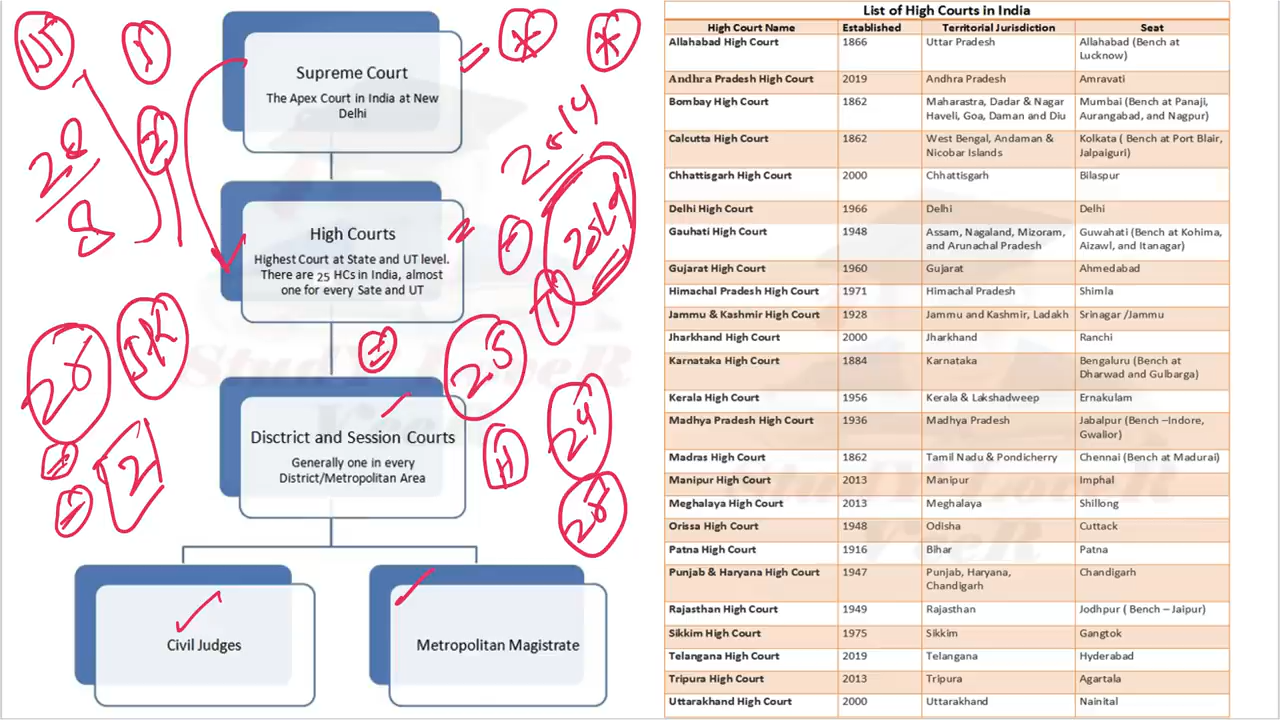 UT
S
2
28
8
Supreme Court
The Apex Court in India at New
Delhi
2014
2019
High Courts
Highest Court at State and UT level.
There are 25 HCs in India, almost
one for every Sate and UT
26
J&K
2
25
24
H
Disctrict and Session Courts
Generally one in every
District/Metropolitan Area
Civil Judges
Metropolitan Magistrate
StudY LoveR
VeeR
List of High Courts in India
High Court Name Established Territorial Jurisdiction Seat
Allahabad High Court 1866 Uttar Pradesh Allahabad (Bench at
Lucknow)
Andhra Pradesh High Court 2019 Andhra Pradesh Amravati
Bombay High Court 1862 Maharastra, Dadar & Nagar Mumbai (Bench at Panaji,
Haveli, Goa, Daman and Diu Aurangabad, and Nagpur)
Calcutta High Court 1862 West Bengal, Andaman & Kolkata ( Bench at Port Blair,
Nicobar Islands Jalpaiguri)
Chhattisgarh High Court 2000 Chhattisgarh Bilaspur
Delhi High Court 1966 Delhi Delhi
Gauhati High Court 1948 Assam, Nagaland, Mizoram, Guwahati (Bench at Kohima,
and Arunachal Pradesh Aizawl, and Itanagar)
Gujarat High Court 1960 Gujarat Ahmedabad
Himachal Pradesh High Court 1971 Himachal Pradesh Shimla
Jammu & Kashmir High Court 1928 Jammu and Kashmir, Ladakh Srinagar /Jammu
Jharkhand High Court 2000 Jharkhand Ranchi
Karnataka High Court 1884 Karnataka Bengaluru (Bench at
Dharwad and Gulbarga)
Kerala High Court 1956 Kerala & Lakshadweep Ernakulam
Madhya Pradesh High Court 1936 Madhya Pradesh Jabalpur (Bench –Indore,
Gwalior)
Madras High Court 1862 Tamil Nadu & Pondicherry Chennai (Bench at Madurai)
Manipur High Court 2013 Manipur Imphal
Meghalaya High Court 2013 Meghalaya Shillong
Orissa High Court 1948 Odisha Cuttack
Patna High Court 1916 Bihar Patna
Punjab & Haryana High Court 1947 Punjab, Haryana, Chandigarh
Chandigarh
Rajasthan High Court 1949 Rajasthan Jodhpur ( Bench – Jaipur)
Sikkim High Court 1975 Sikkim Gangtok
Telangana High Court 2019 Telangana Hyderabad
Tripura High Court 2013 Tripura Agartala
Uttarakhand High Court 2000 Uttarakhand Nainital